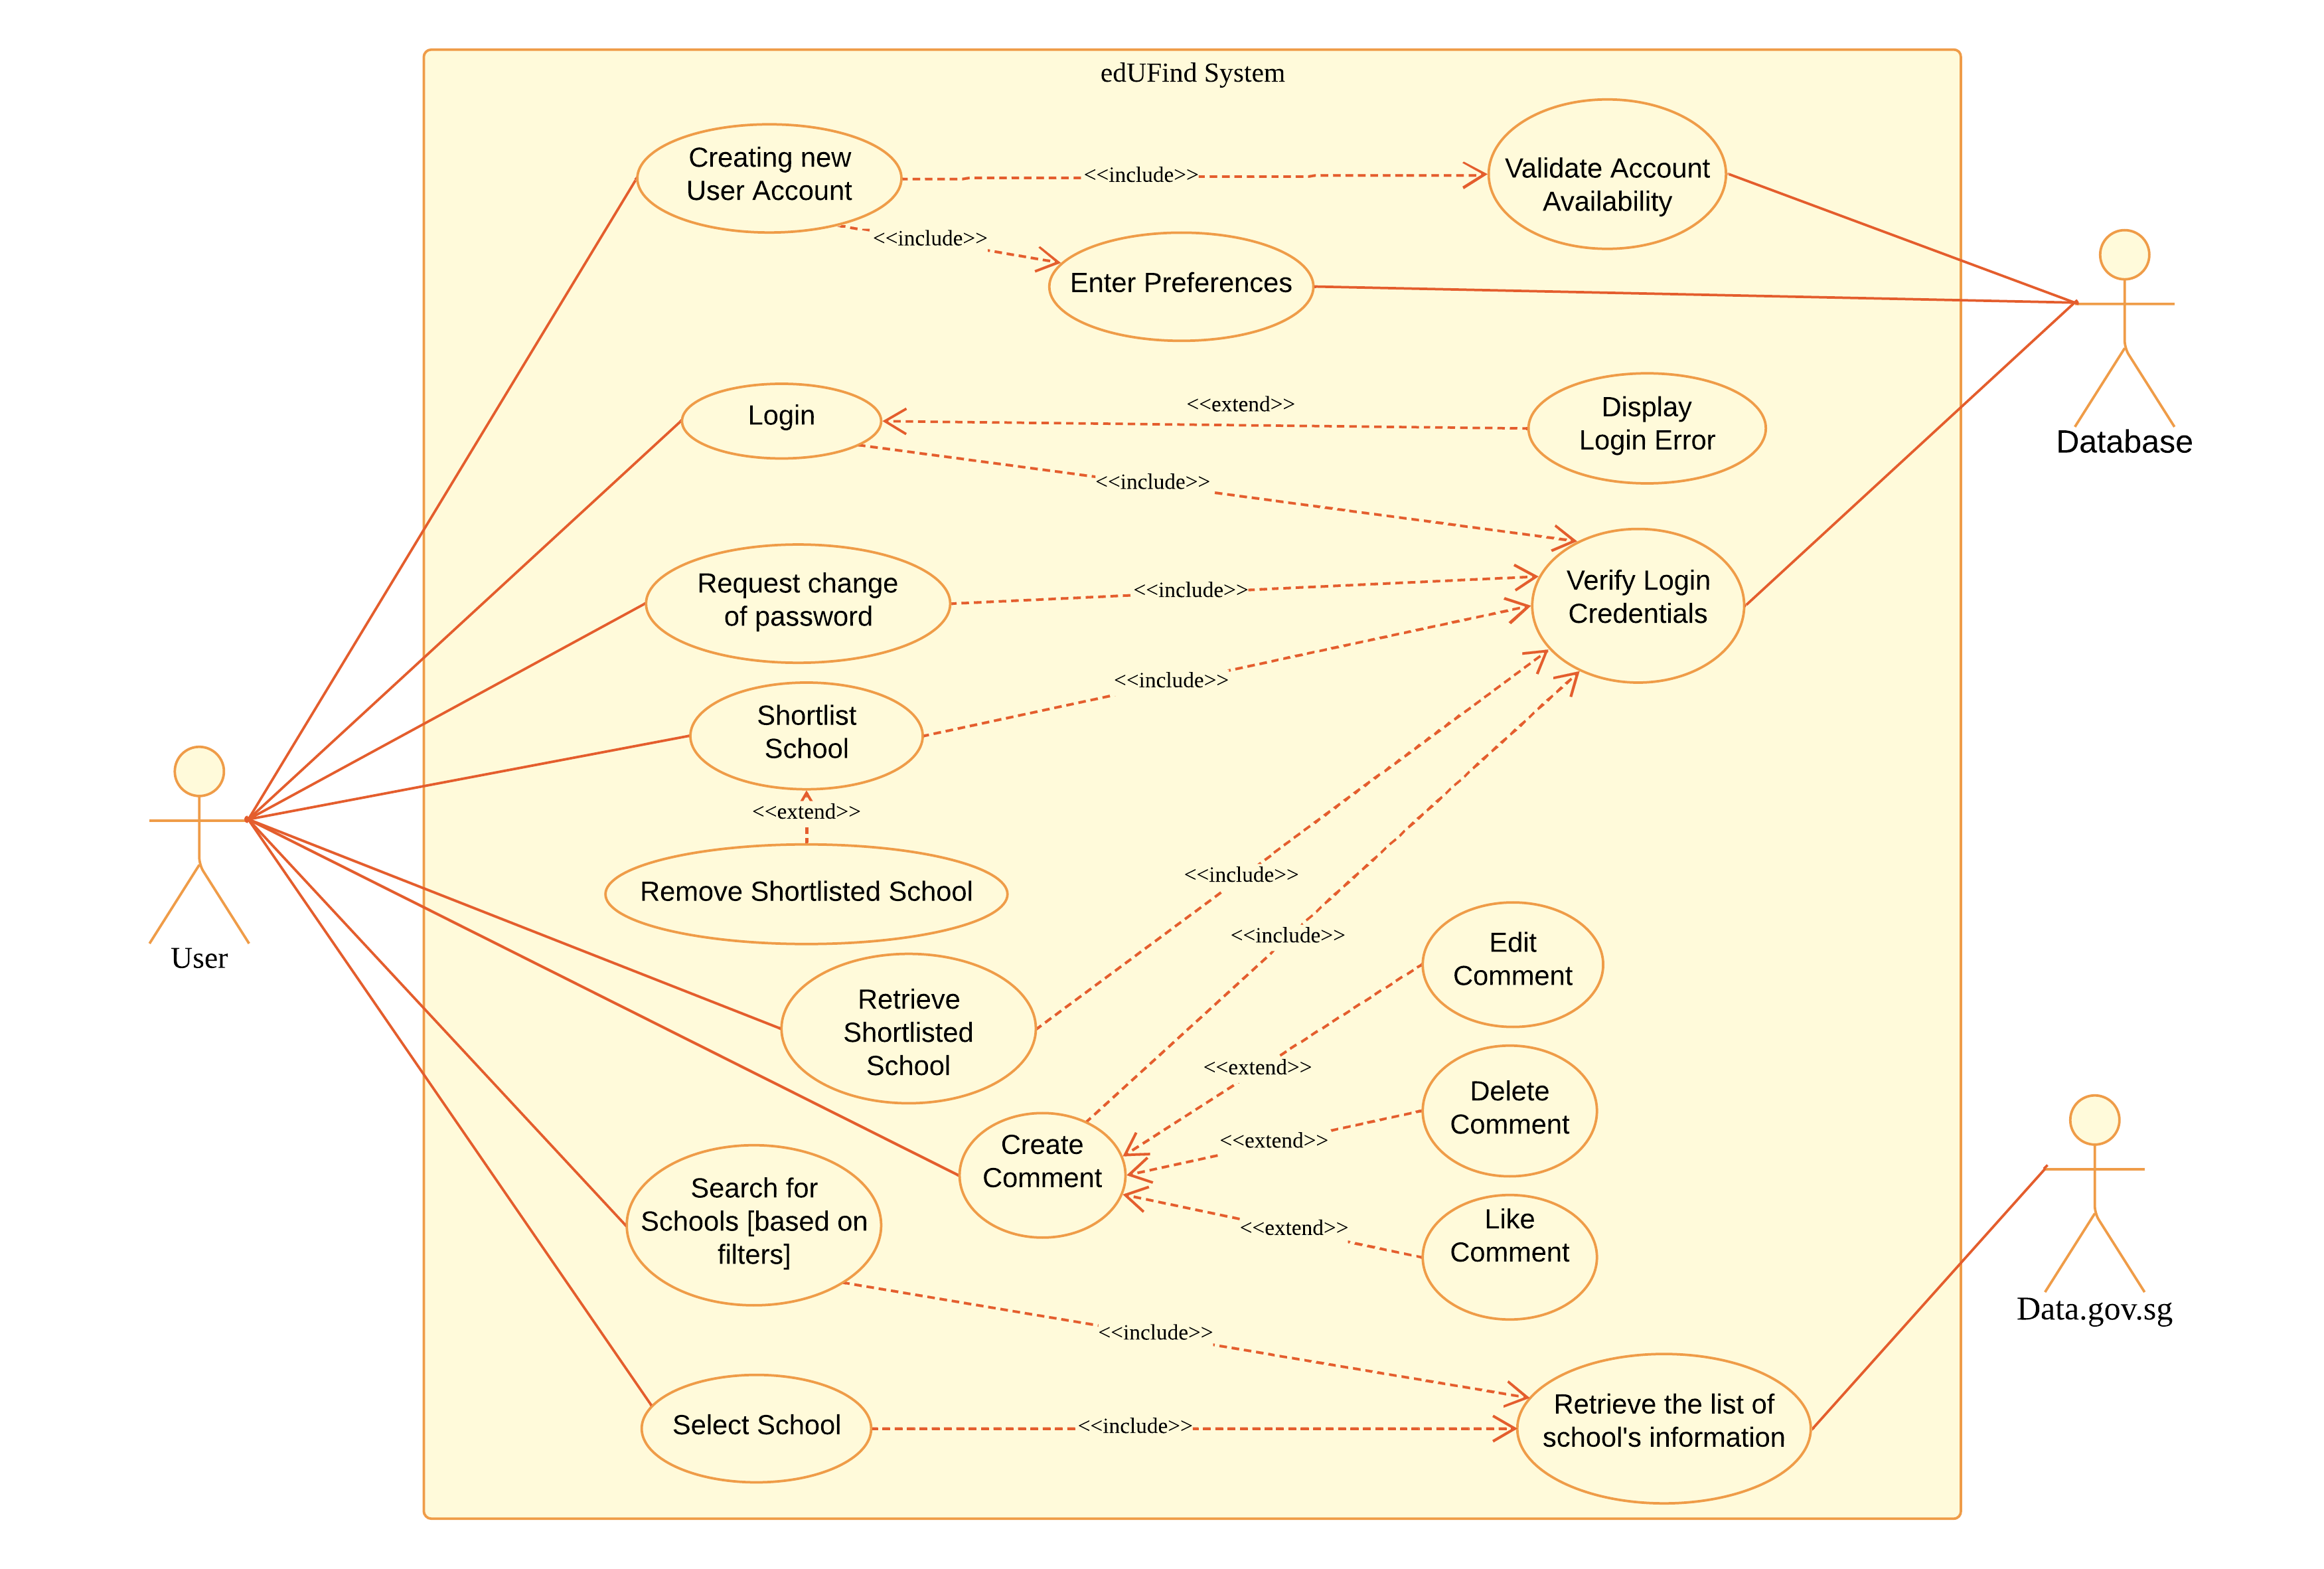 edUFind System
Creating new
User Account
<<include>>
Validate Account
Availability
<<include>>
Enter Preferences
Database
Login
<<extend>>
Display
Login Error
<<include>>
Request change
of password
<<include>>
Verify Login
Credentials
Shortlist
School
<<include>>
<<extend>>
Remove Shortlisted School
User
Retrieve
Shortlisted
School
<<include>>
<<include>>
Edit
Comment
<<extend>>
Delete
Comment
<<extend>>
Create
Comment
Like
Comment
<<extend>>
Search for
Schools [based on
filters]
<<include>>
Data.gov.sg
Select School
<<include>>
Retrieve the list of
school's information